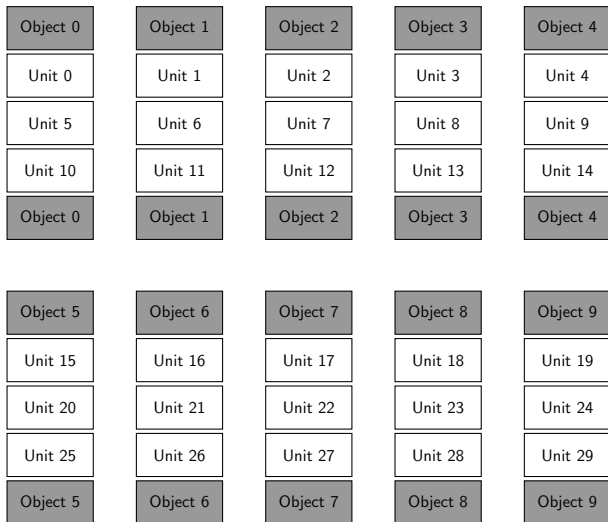 Object 0 Object 1 Object 2 Object 3 Object 4
Unit 0 Unit 1 Unit 2 Unit 3 Unit 4
Unit 5 Unit 6 Unit 7 Unit 8 Unit 9
Unit 10 Unit 11 Unit 12 Unit 13 Unit 14
Object 0 Object 1 Object 2 Object 3 Object 4
Object 5 Object 6 Object 7 Object 8 Object 9
Unit 15 Unit 16 Unit 17 Unit 18 Unit 19
Unit 20 Unit 21 Unit 22 Unit 23 Unit 24
Unit 25 Unit 26 Unit 27 Unit 28 Unit 29
Object 5 Object 6 Object 7 Object 8 Object 9